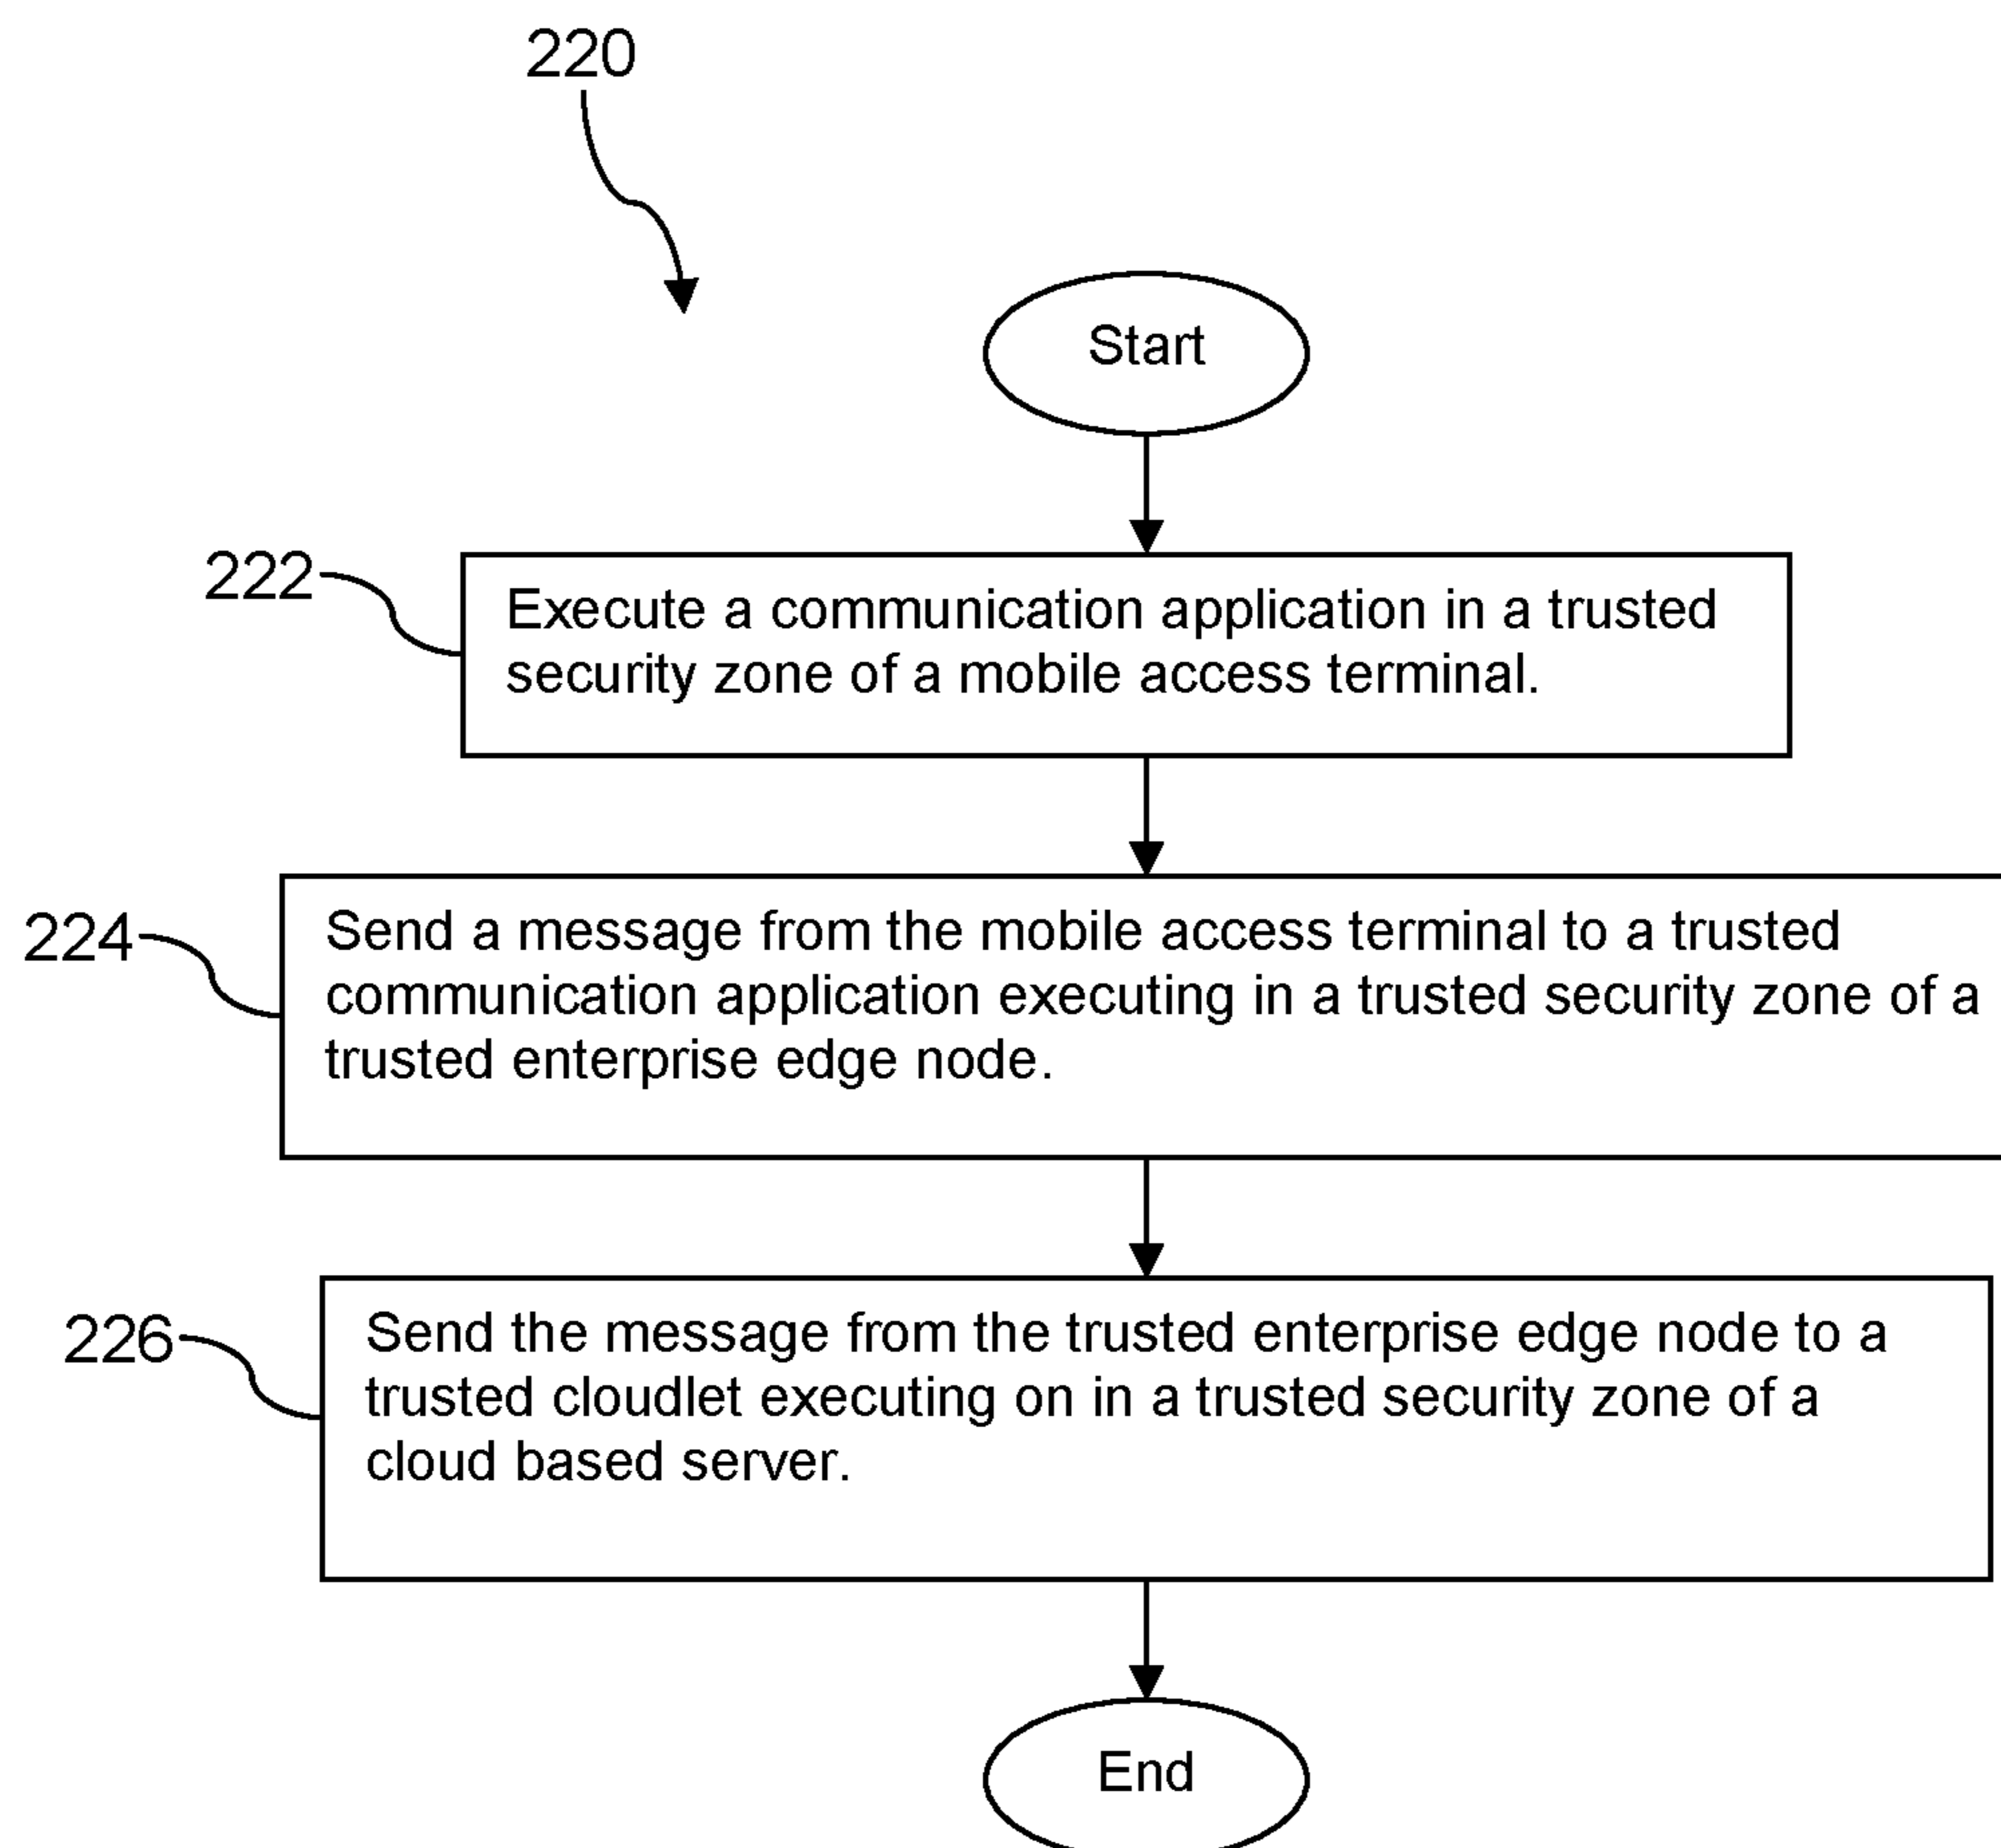 220
Start
222
Execute a communication application in a trusted
security zone of a mobile access terminal.
224
Send a message from the mobile access terminal to a trusted
communication application executing in a trusted security zone of a
trusted enterprise edge node.
226
Send the message from the trusted enterprise edge node to a
trusted cloudlet executing on in a trusted security zone of a
cloud based server.
End